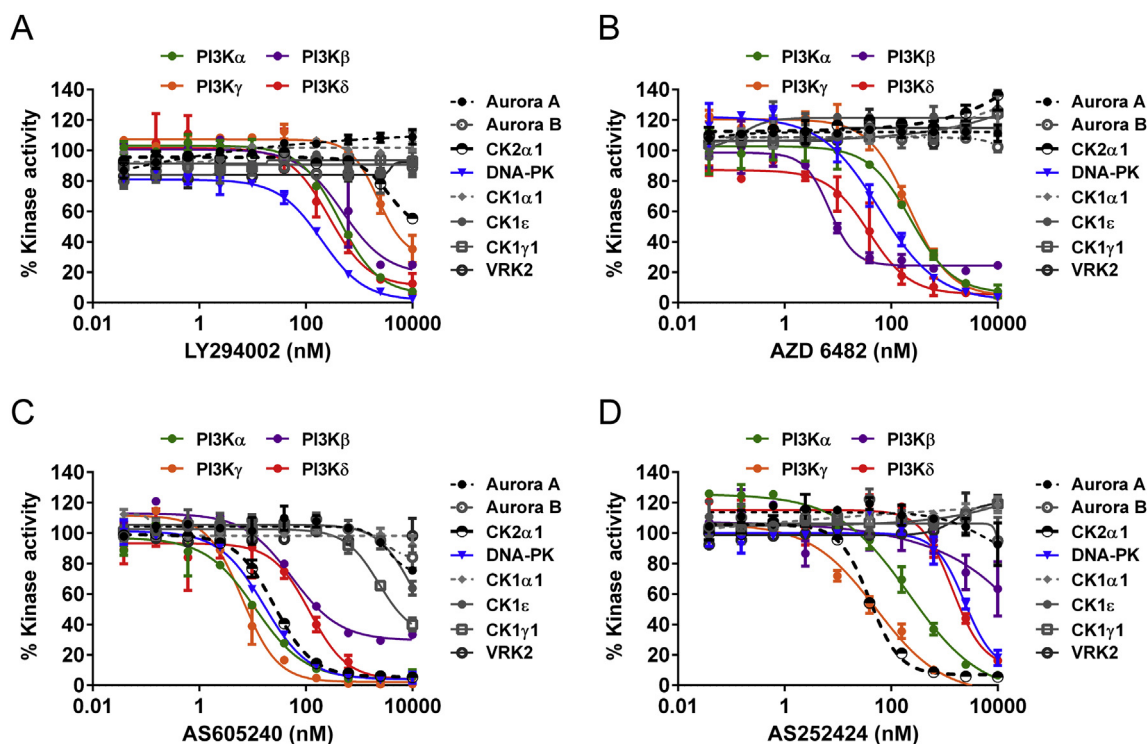 A
PI3Kα PI3Kβ
PI3Kγ PI3Kδ
% Kinase activity
140
120
100
80
60
40
20
0
0.01 1 100 10000
LY294002 (nM)
Aurora A
Aurora B
CK2α1
DNA-PK
CK1α1
CK1ε
CK1γ1
VRK2
B
PI3Kα PI3Kβ
PI3Kγ PI3Kδ
% Kinase activity
140
120
100
80
60
40
20
0
0.01 1 100 10000
AZD 6482 (nM)
Aurora A
Aurora B
CK2α1
DNA-PK
CK1α1
CK1ε
CK1γ1
VRK2
C
PI3Kα PI3Kβ
PI3Kγ PI3Kδ
% Kinase activity
140
120
100
80
60
40
20
0
0.01 1 100 10000
AS605240 (nM)
Aurora A
Aurora B
CK2α1
DNA-PK
CK1α1
CK1ε
CK1γ1
VRK2
D
PI3Kα PI3Kβ
PI3Kγ PI3Kδ
% Kinase activity
140
120
100
80
60
40
20
0
0.01 1 100 10000
AS252424 (nM)
Aurora A
Aurora B
CK2α1
DNA-PK
CK1α1
CK1ε
CK1γ1
VRK2